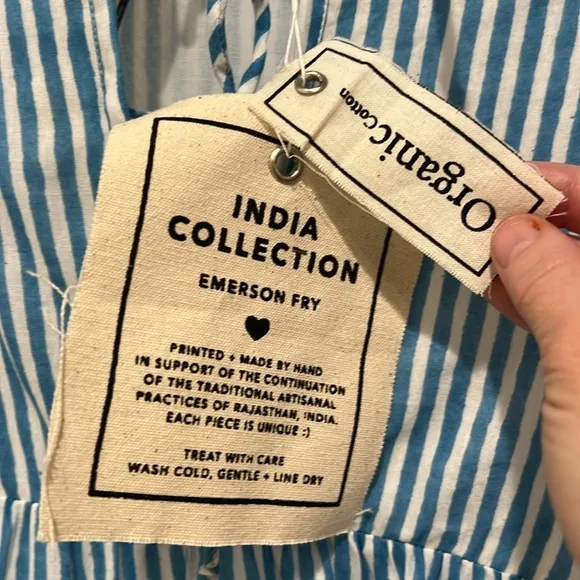 Organic Cotton
INDIA
COLLECTION
EMERSON FRY
PRINTED + MADE BY HAND
IN SUPPORT OF THE CONTINUATION
OF THE TRADITIONAL ARTISANAL
PRACTICES OF RAJASTHAN, INDIA.
EACH PIECE IS UNIQUE :)
TREAT WITH CARE
WASH COLD, GENTLE + LINE DRY